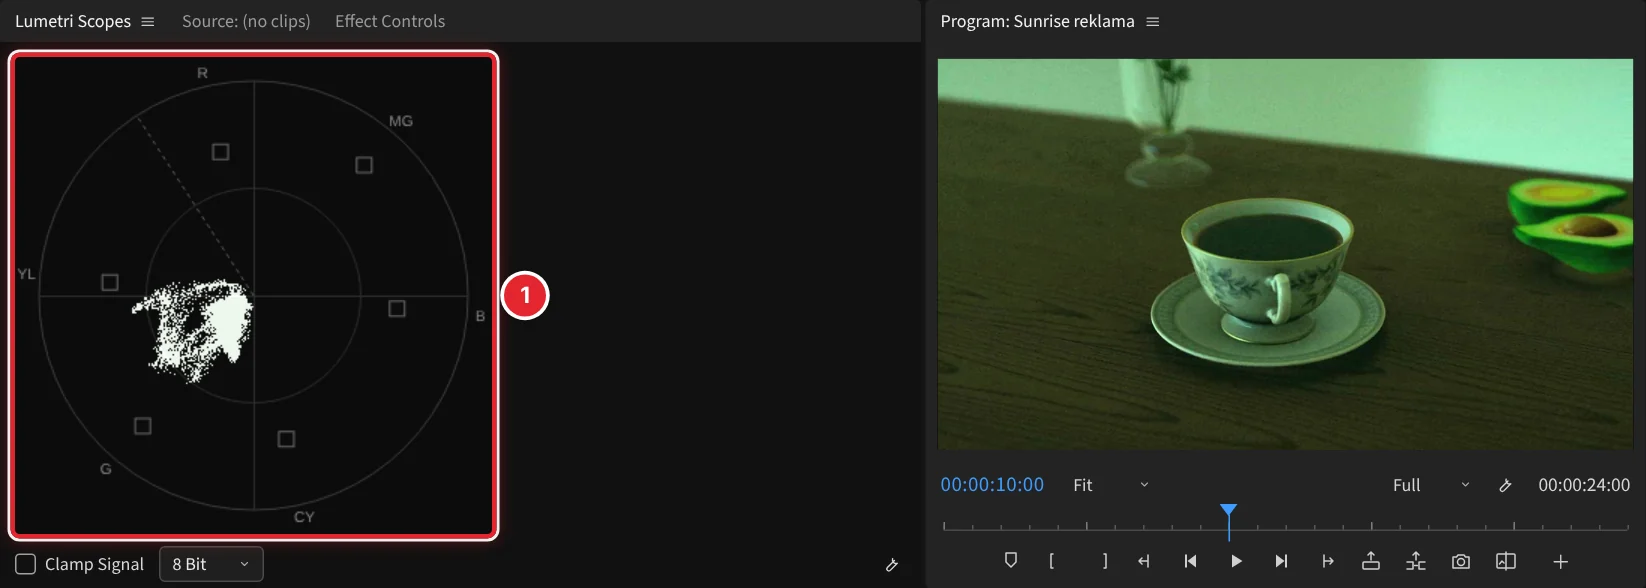 Lumetri Scopes Source: (no clips) Effect Controls
R
MG
YL
B
G
CY
1
Clamp Signal 8 Bit
Program: Sunrise reklama
00:00:10:00 Fit Full 00:00:24:00